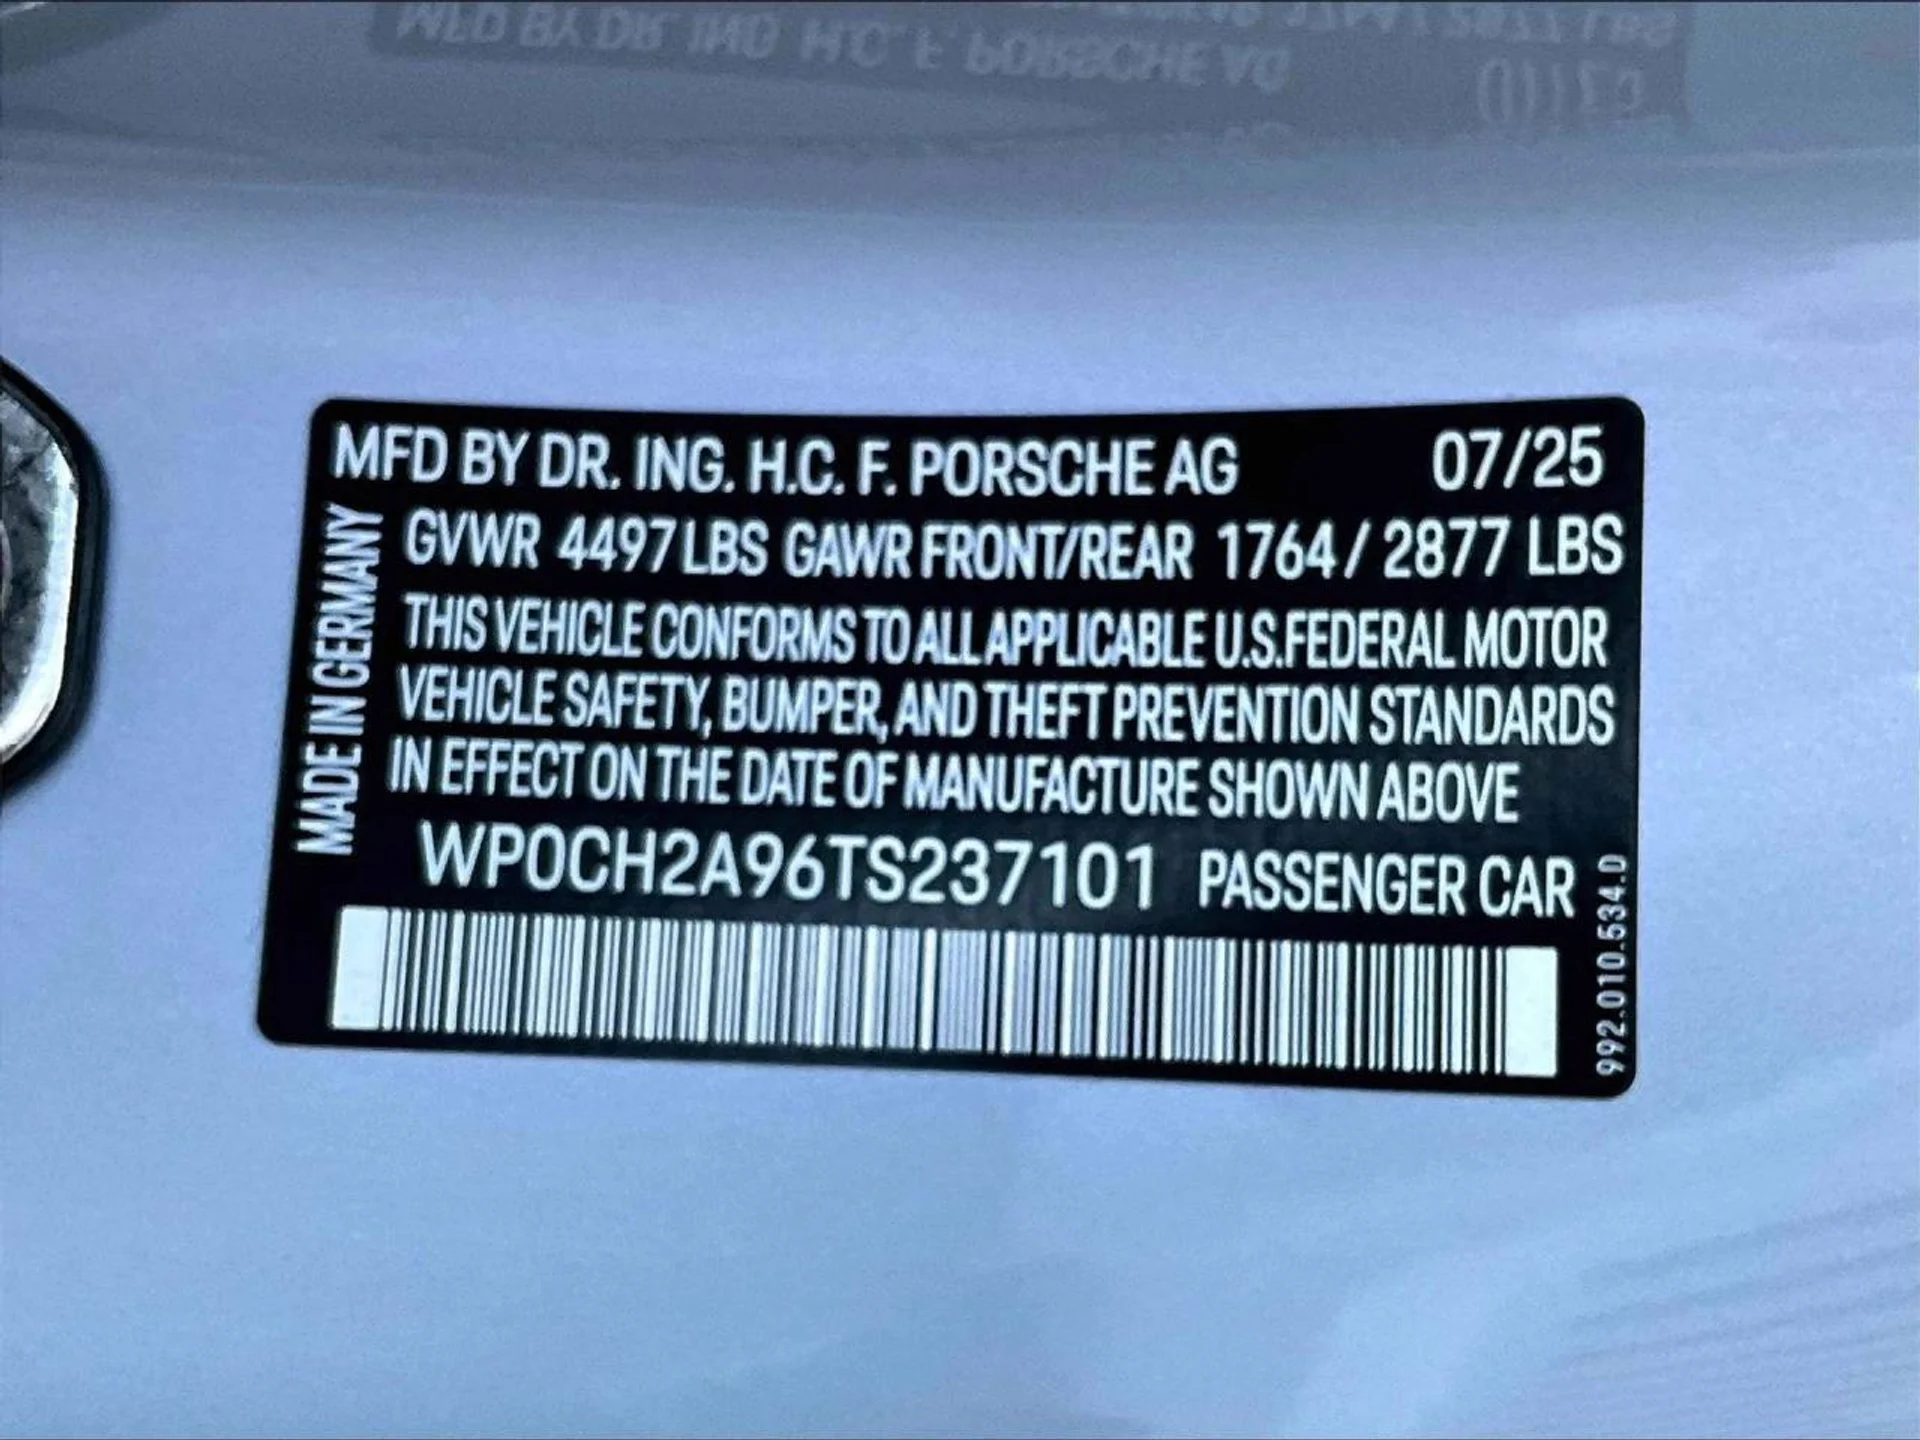 MFD BY DR. ING. H.C. F. PORSCHE AG 07/25
GVWR 4497 LBS GAWR FRONT/REAR 1764 / 2877 LBS
THIS VEHICLE CONFORMS TO ALL APPLICABLE U.S.FEDERAL MOTOR
VEHICLE SAFETY, BUMPER, AND THEFT PREVENTION STANDARDS
IN EFFECT ON THE DATE OF MANUFACTURE SHOWN ABOVE
WP0CH2A96TS237101 PASSENGER CAR
MADE IN GERMANY
992.010.534.0